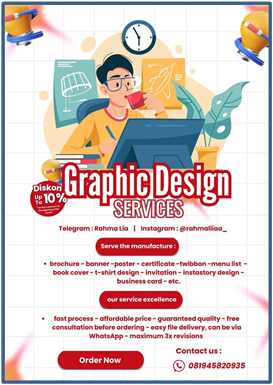 Diskon
Up
To 10%
Graphic Design
SERVICES
Telegram : Rahma Lia | Instagram : @rahmaliiaa_
Serve the manufacture :
• brochure - banner -poster - certificate -twibbon -menu list -
book cover - t-shirt design - invitation - instastory design -
business card - etc.
our service excellence
• fast process - affordable price - guaranteed quality - free
consultation before ordering - easy file delivery, can be via
WhatsApp - maximum 3x revisions
Order Now
Contact us :
081945820935